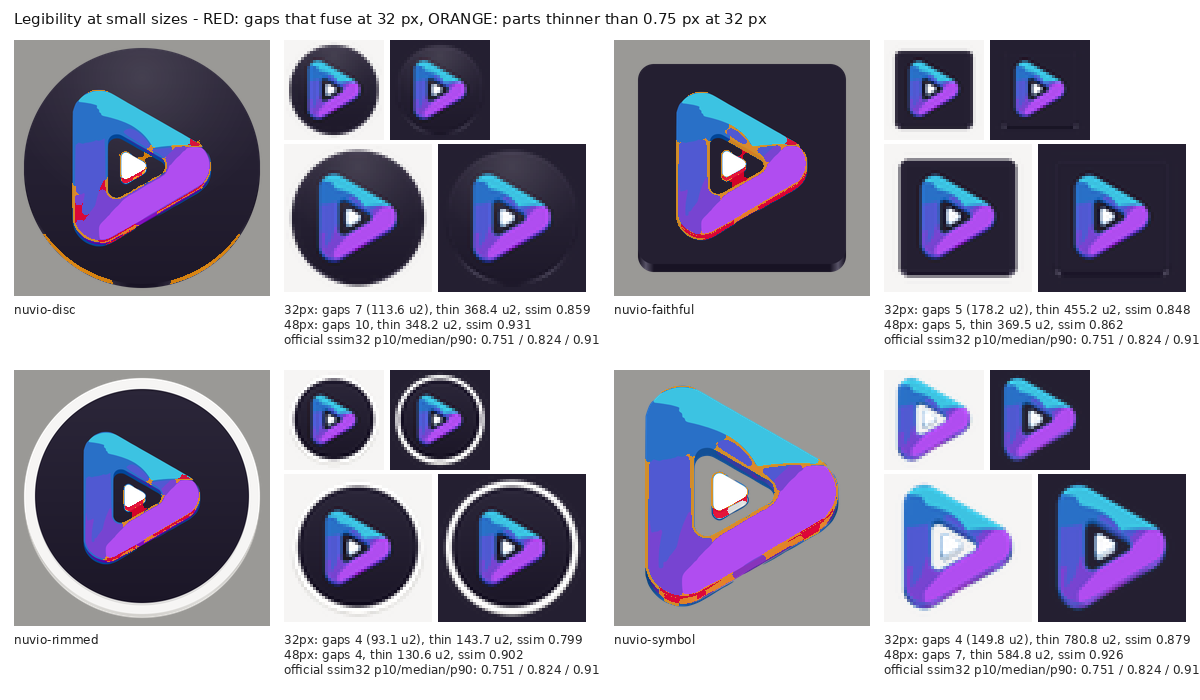 Legibility at small sizes - RED: gaps that fuse at 32 px, ORANGE: parts thinner than 0.75 px at 32 px
nuvio-disc
32px: gaps 7 (113.6 u2), thin 368.4 u2, ssim 0.859
48px: gaps 10, thin 348.2 u2, ssim 0.931
official ssim32 p10/median/p90: 0.751 / 0.824 / 0.91
nuvio-faithful
32px: gaps 5 (178.2 u2), thin 455.2 u2, ssim 0.848
48px: gaps 5, thin 369.5 u2, ssim 0.862
official ssim32 p10/median/p90: 0.751 / 0.824 / 0.91
nuvio-rimmed
32px: gaps 4 (93.1 u2), thin 143.7 u2, ssim 0.799
48px: gaps 4, thin 130.6 u2, ssim 0.902
official ssim32 p10/median/p90: 0.751 / 0.824 / 0.91
nuvio-symbol
32px: gaps 4 (149.8 u2), thin 780.8 u2, ssim 0.879
48px: gaps 7, thin 584.8 u2, ssim 0.926
official ssim32 p10/median/p90: 0.751 / 0.824 / 0.91